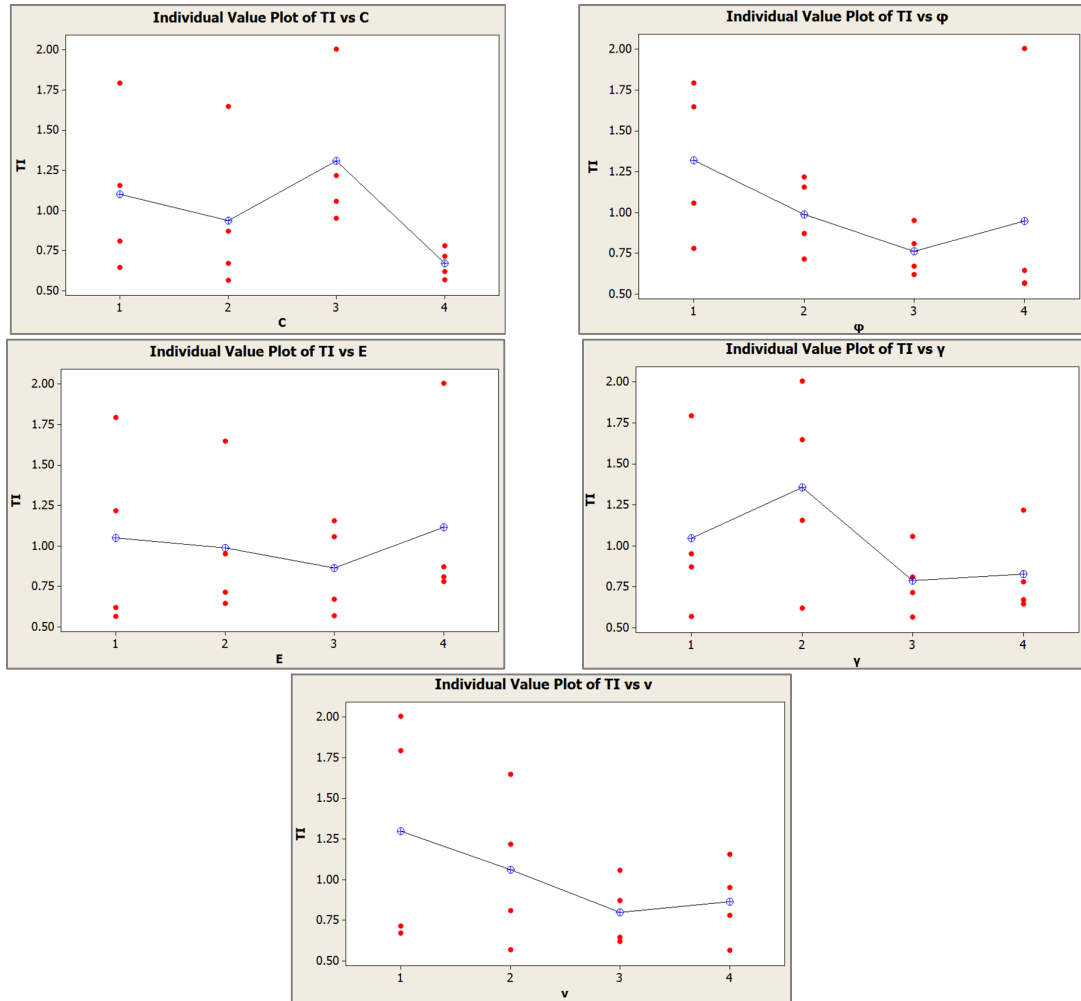 Individual Value Plot of TI vs C
2.00
1.75
1.50
1.25
1.00
0.75
0.50
TI
1 2 3 4
C
Individual Value Plot of TI vs φ
2.00
1.75
1.50
1.25
1.00
0.75
0.50
TI
1 2 3 4
φ
Individual Value Plot of TI vs E
2.00
1.75
1.50
1.25
1.00
0.75
0.50
TI
1 2 3 4
E
Individual Value Plot of TI vs γ
2.00
1.75
1.50
1.25
1.00
0.75
0.50
TI
1 2 3 4
γ
Individual Value Plot of TI vs v
2.00
1.75
1.50
1.25
1.00
0.75
0.50
TI
1 2 3 4
v